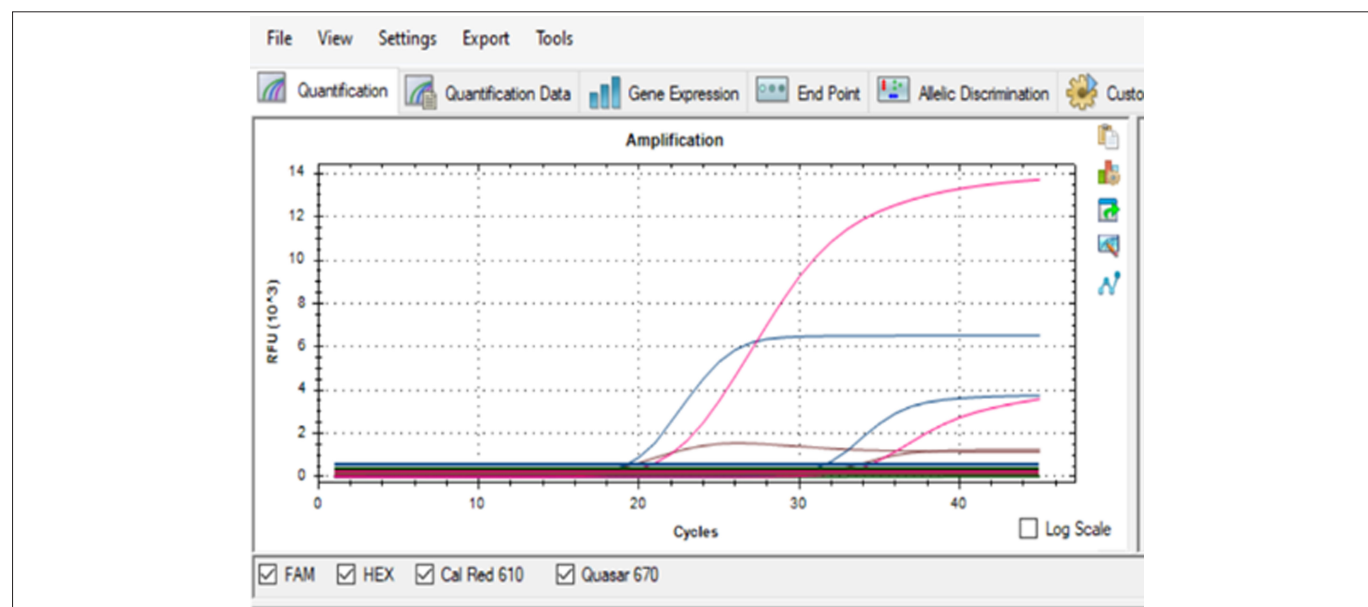 File View Settings Export Tools
Quantification Quantification Data Gene Expression End Point Allelic Discrimination Custo
Amplification
14
12
10
8
6
4
2
0
RFU (10^3)
0 10 20 30 40
Cycles
Log Scale
FAM HEX Cal Red 610 Quasar 670